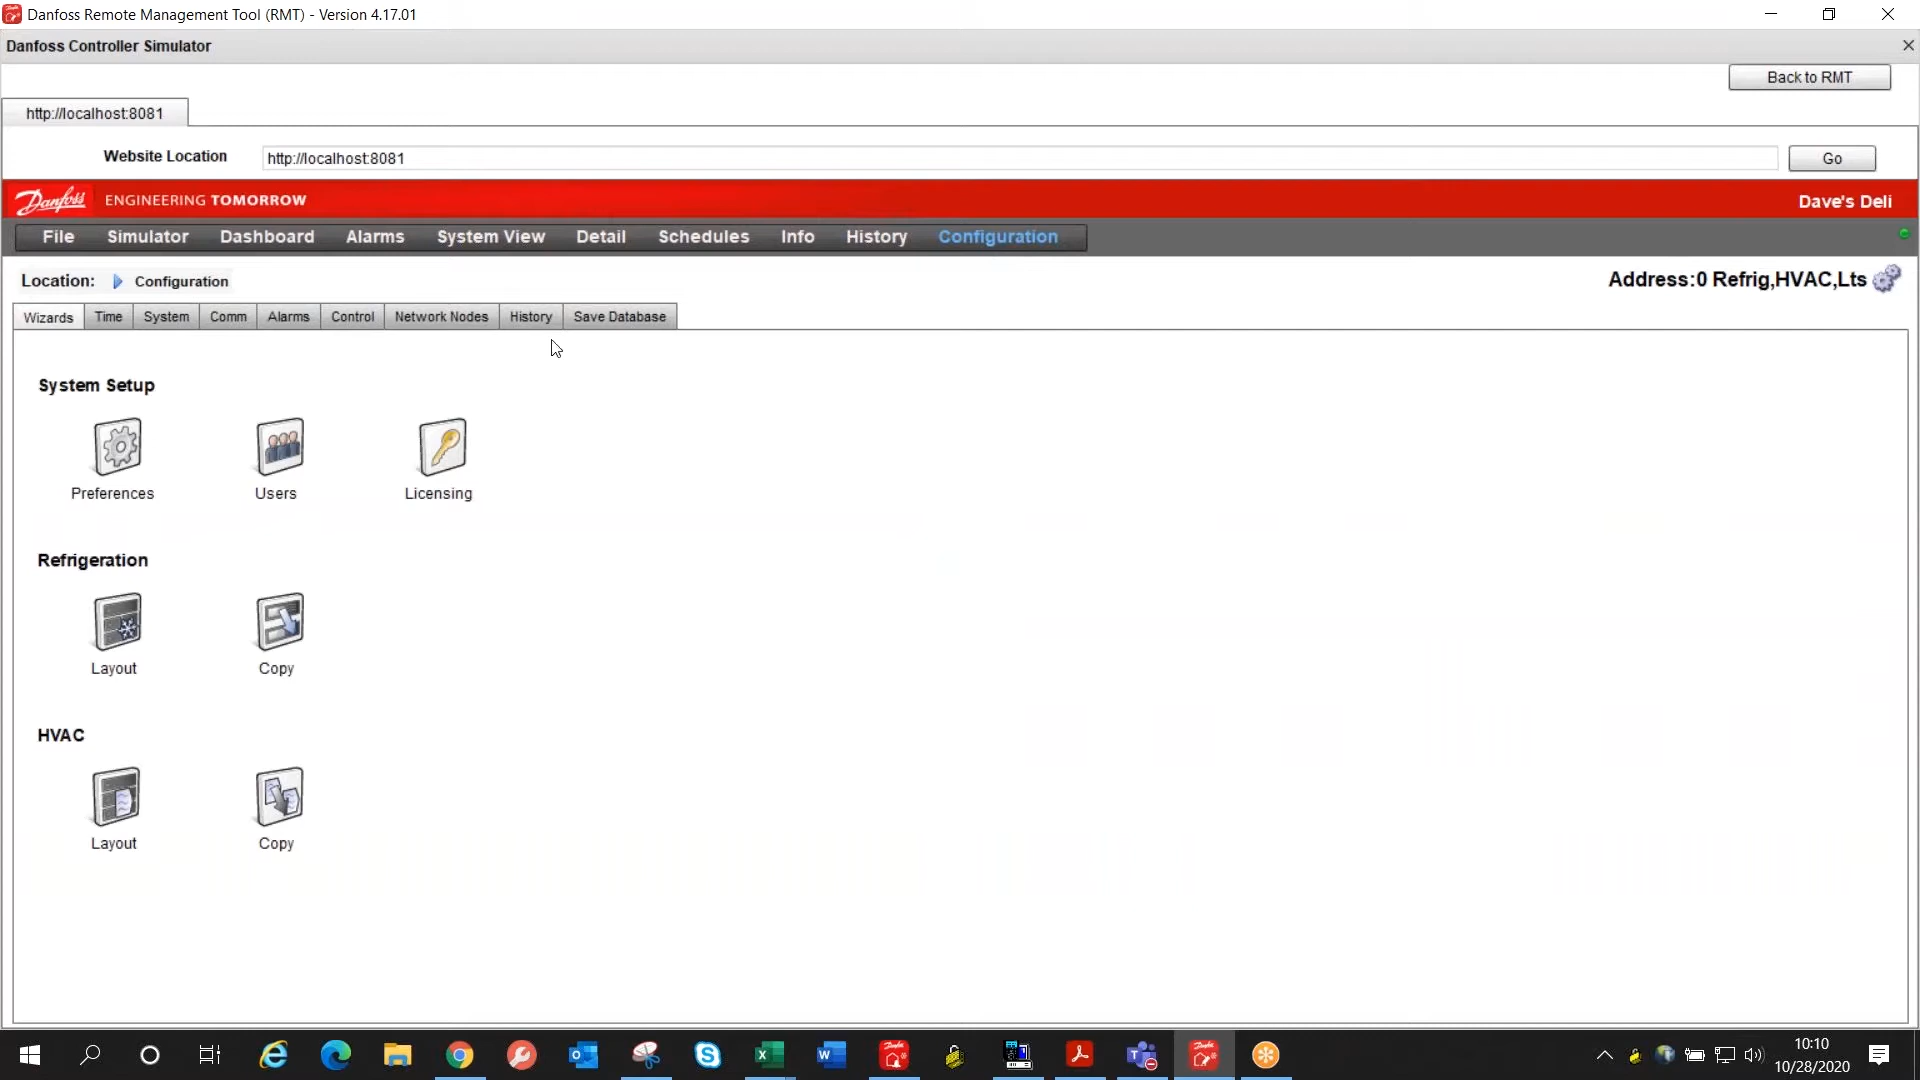 Danfoss Remote Management Tool (RMT) - Version 4.17.01
Danfoss Controller Simulator
Back to RMT
http://localhost:8081
Website Location http://localhost:8081 Go
Danfoss ENGINEERING TOMORROW Dave's Deli
File Simulator Dashboard Alarms System View Detail Schedules Info History Configuration
Location: Configuration Address:0 Refrig,HVAC,Lts
Wizards Time System Comm Alarms Control Network Nodes History Save Database
System Setup
Preferences Users Licensing
Refrigeration
Layout Copy
HVAC
Layout Copy
10:10
10/28/2020